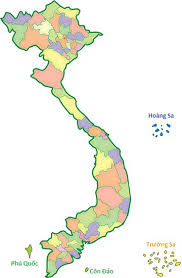 Hoàng Sa
Trường Sa
Phú Quốc
Côn Đảo